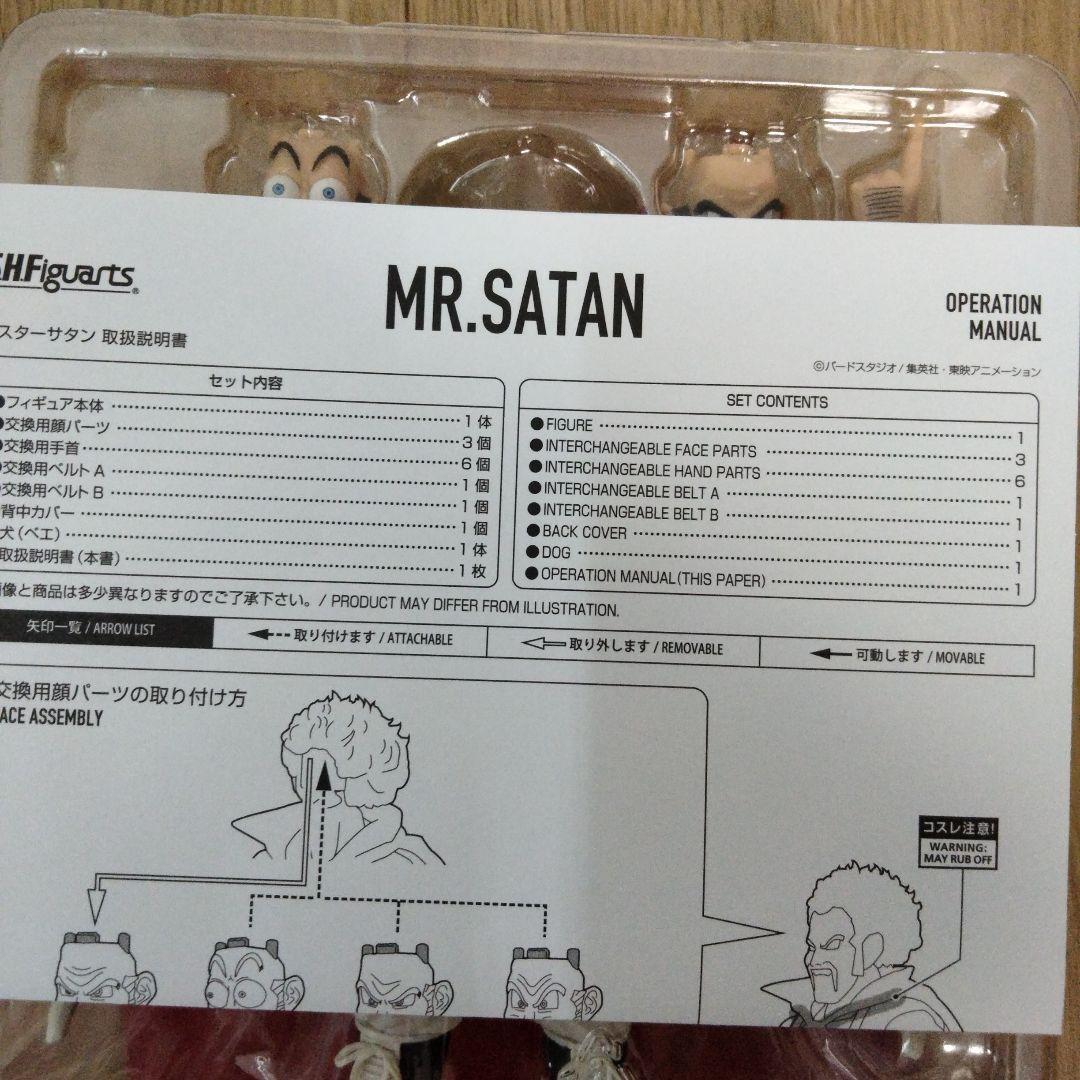 S.H.Figuarts
MR.SATAN
OPERATION
MANUAL
スターサタン 取扱説明書
©バードスタジオ / 集英社・東映アニメーション
セット内容
●フィギュア本体 1体
●交換用顔パーツ 3個
●交換用手首 6個
●交換用ベルトA 1個
●交換用ベルトB 1個
背中カバー 1個
犬(ベエ) 1体
取扱説明書(本書) 1枚
SET CONTENTS
●FIGURE 1
●INTERCHANGEABLE FACE PARTS 3
●INTERCHANGEABLE HAND PARTS 6
●INTERCHANGEABLE BELT A 1
●INTERCHANGEABLE BELT B 1
●BACK COVER 1
●DOG 1
●OPERATION MANUAL(THIS PAPER) 1
像と商品は多少異なりますのでご了承下さい。/ PRODUCT MAY DIFFER FROM ILLUSTRATION.
矢印一覧 / ARROW LIST
取り付けます / ATTACHABLE
取り外します / REMOVABLE
可動します / MOVABLE
交換用顔パーツの取り付け方
ACE ASSEMBLY
コスレ注意!
WARNING:
MAY RUB OFF